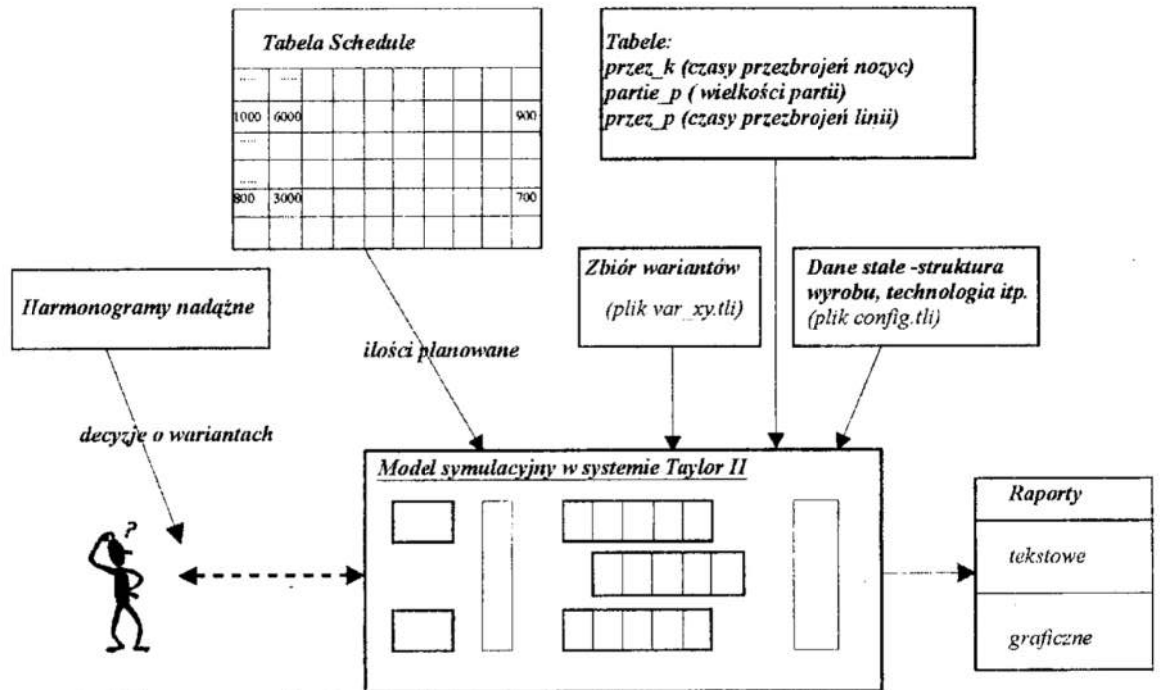 Tabela Schedule
..... .....
1000 6000 900
.....
.....
800 3000 700
Tabele:
przez_k (czasy przezbrojeń nozyc)
partie_p ( wielkości partii)
przez_p (czasy przezbrojeń linii)
Harmonogramy nadążne
Zbiór wariantów
(plik var_xy.tli)
Dane stałe -struktura
wyrobu, technologia itp.
(plik config.tli)
ilości planowane
decyzje o wariantach
Model symulacyjny w systemie Taylor II
?
Raporty
tekstowe
graficzne